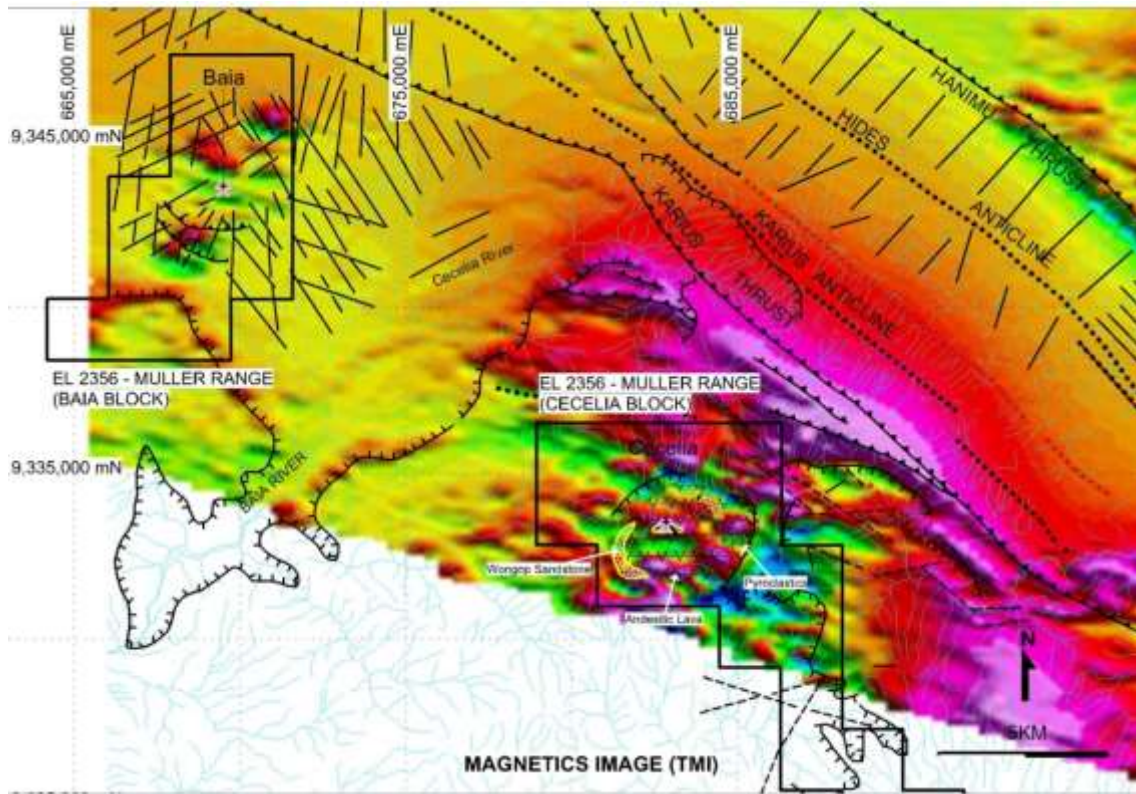 665,000 mE
675,000 mE
685,000 mE
Baia
9,345,000 mN
HANIMU
THRUST
HIDES
ANTICLINE
KARIUS
THRUST
KARIUS ANTICLINE
Cecelia River
EL 2356 - MULLER RANGE
(BAIA BLOCK)
EL 2356 - MULLER RANGE
(CECELIA BLOCK)
Cecelia
9,335,000 mN
BAIA RIVER
Wongop Sandstone
Pyroclastics
Andesitic Lava
N
5KM
MAGNETICS IMAGE (TMI)